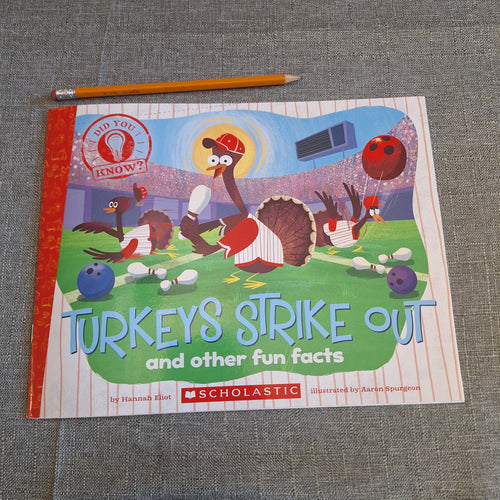 DID YOU
KNOW?
TURKEYS STRIKE OUT
and other fun facts
by Hannah Eliot
SCHOLASTIC
illustrated by Aaron Spurgeon